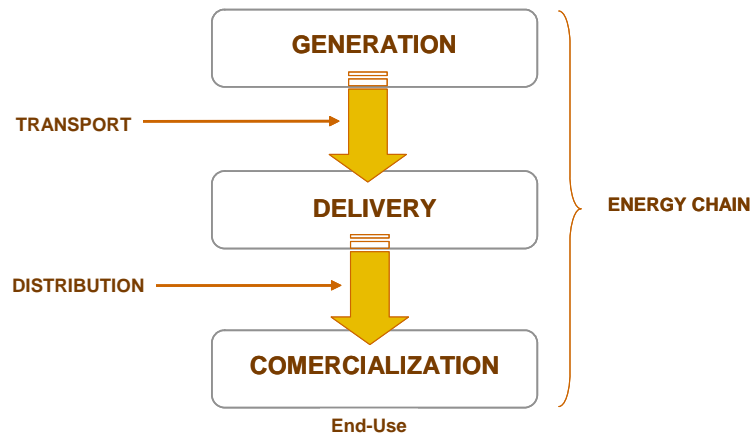 GENERATION
TRANSPORT
DELIVERY
ENERGY CHAIN
DISTRIBUTION
COMERCIALIZATION
End-Use